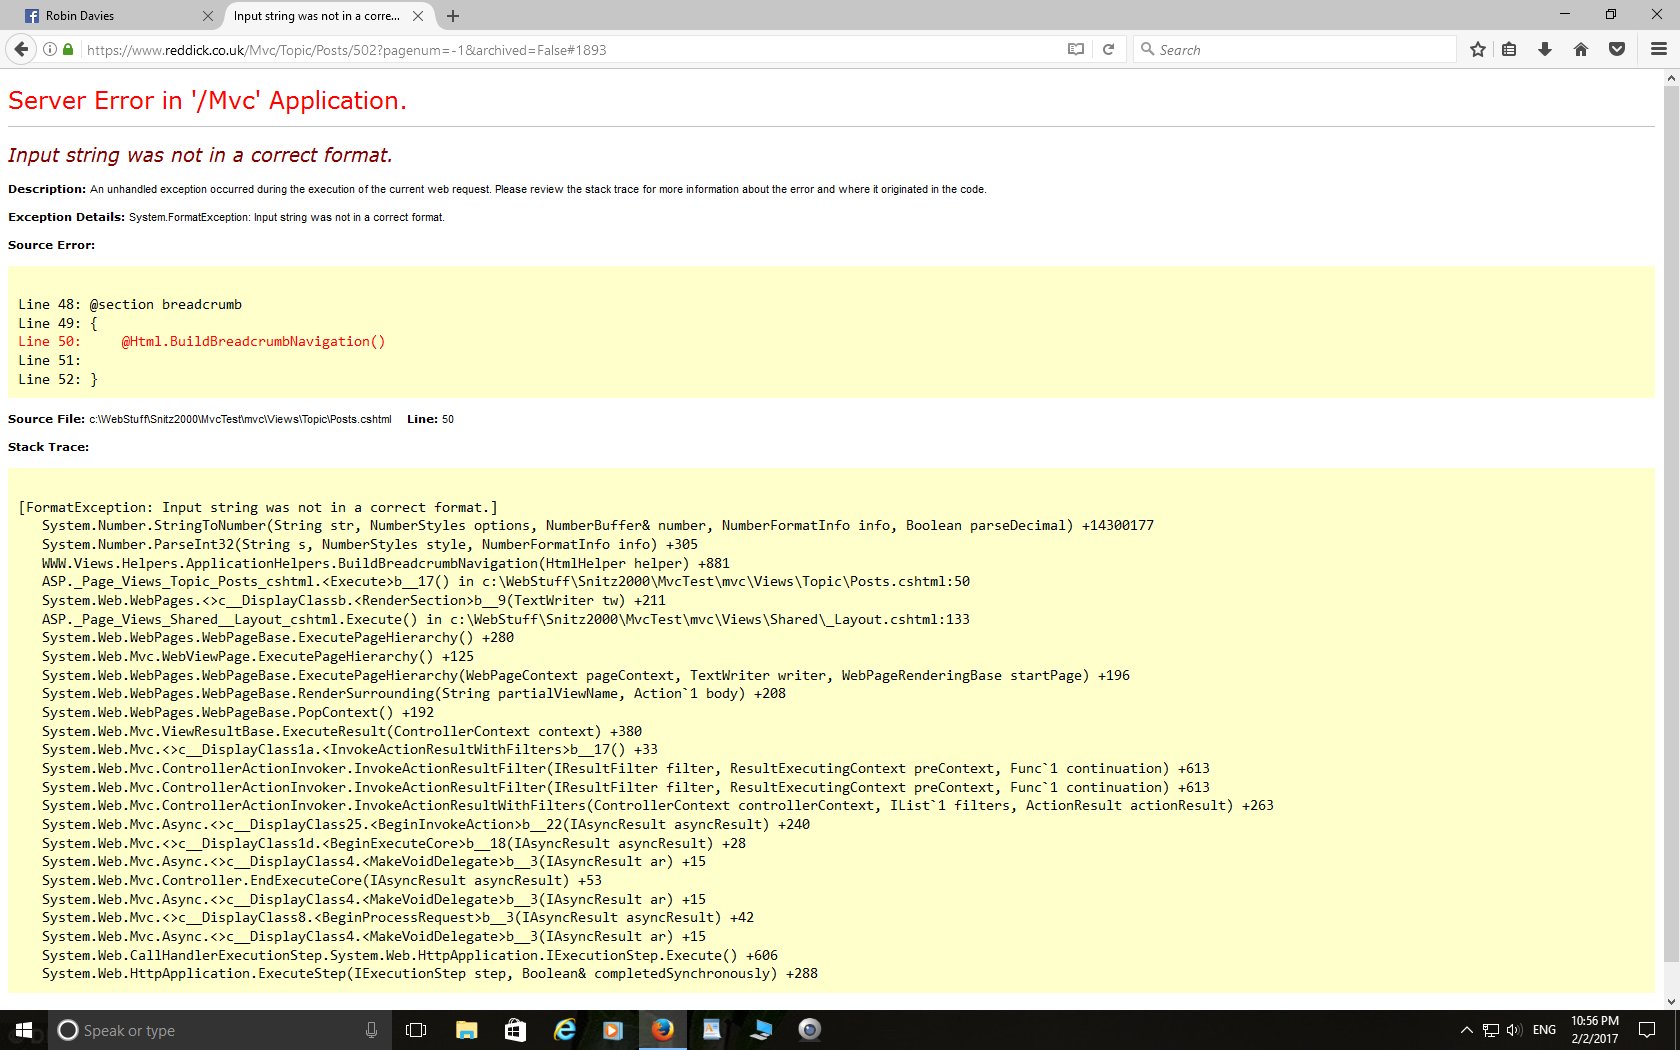 Robin Davies
Input string was not in a corre...
https://www.reddick.co.uk/Mvc/Topic/Posts/502?pagenum=-1&archived=False#1893
Search
Server Error in '/Mvc' Application.
Input string was not in a correct format.
Description: An unhandled exception occurred during the execution of the current web request. Please review the stack trace for more information about the error and where it originated in the code.
Exception Details: System.FormatException: Input string was not in a correct format.
Source Error:
Line 48: @section breadcrumb
Line 49: {
Line 50:     @Html.BuildBreadcrumbNavigation()
Line 51:
Line 52: }
Source File: c:\WebStuff\Snitz2000\MvcTest\mvc\Views\Topic\Posts.cshtml    Line: 50
Stack Trace:
[FormatException: Input string was not in a correct format.]
   System.Number.StringToNumber(String str, NumberStyles options, NumberBuffer& number, NumberFormatInfo info, Boolean parseDecimal) +14300177
   System.Number.ParseInt32(String s, NumberStyles style, NumberFormatInfo info) +305
   WWW.Views.Helpers.ApplicationHelpers.BuildBreadcrumbNavigation(HtmlHelper helper) +881
   ASP._Page_Views_Topic_Posts_cshtml.<Execute>b__17() in c:\WebStuff\Snitz2000\MvcTest\mvc\Views\Topic\Posts.cshtml:50
   System.Web.WebPages.<>c__DisplayClassb.<RenderSection>b__9(TextWriter tw) +211
   ASP._Page_Views_Shared__Layout_cshtml.Execute() in c:\WebStuff\Snitz2000\MvcTest\mvc\Views\Shared\_Layout.cshtml:133
   System.Web.WebPages.WebPageBase.ExecutePageHierarchy() +280
   System.Web.Mvc.WebViewPage.ExecutePageHierarchy() +125
   System.Web.WebPages.WebPageBase.ExecutePageHierarchy(WebPageContext pageContext, TextWriter writer, WebPageRenderingBase startPage) +196
   System.Web.WebPages.WebPageBase.RenderSurrounding(String partialViewName, Action`1 body) +208
   System.Web.WebPages.WebPageBase.PopContext() +192
   System.Web.Mvc.ViewResultBase.ExecuteResult(ControllerContext context) +380
   System.Web.Mvc.<>c__DisplayClass1a.<InvokeActionResultWithFilters>b__17() +33
   System.Web.Mvc.ControllerActionInvoker.InvokeActionResultFilter(IResultFilter filter, ResultExecutingContext preContext, Func`1 continuation) +613
   System.Web.Mvc.ControllerActionInvoker.InvokeActionResultFilter(IResultFilter filter, ResultExecutingContext preContext, Func`1 continuation) +613
   System.Web.Mvc.ControllerActionInvoker.InvokeActionResultWithFilters(ControllerContext controllerContext, IList`1 filters, ActionResult actionResult) +263
   System.Web.Mvc.Async.<>c__DisplayClass25.<BeginInvokeAction>b__22(IAsyncResult asyncResult) +240
   System.Web.Mvc.<>c__DisplayClass1d.<BeginExecuteCore>b__18(IAsyncResult asyncResult) +28
   System.Web.Mvc.Async.<>c__DisplayClass4.<MakeVoidDelegate>b__3(IAsyncResult ar) +15
   System.Web.Mvc.Controller.EndExecuteCore(IAsyncResult asyncResult) +53
   System.Web.Mvc.Async.<>c__DisplayClass4.<MakeVoidDelegate>b__3(IAsyncResult ar) +15
   System.Web.Mvc.<>c__DisplayClass8.<BeginProcessRequest>b__3(IAsyncResult asyncResult) +42
   System.Web.Mvc.Async.<>c__DisplayClass4.<MakeVoidDelegate>b__3(IAsyncResult ar) +15
   System.Web.CallHandlerExecutionStep.System.Web.HttpApplication.IExecutionStep.Execute() +606
   System.Web.HttpApplication.ExecuteStep(IExecutionStep step, Boolean& completedSynchronously) +288
Speak or type
ENG
10:56 PM
2/2/2017